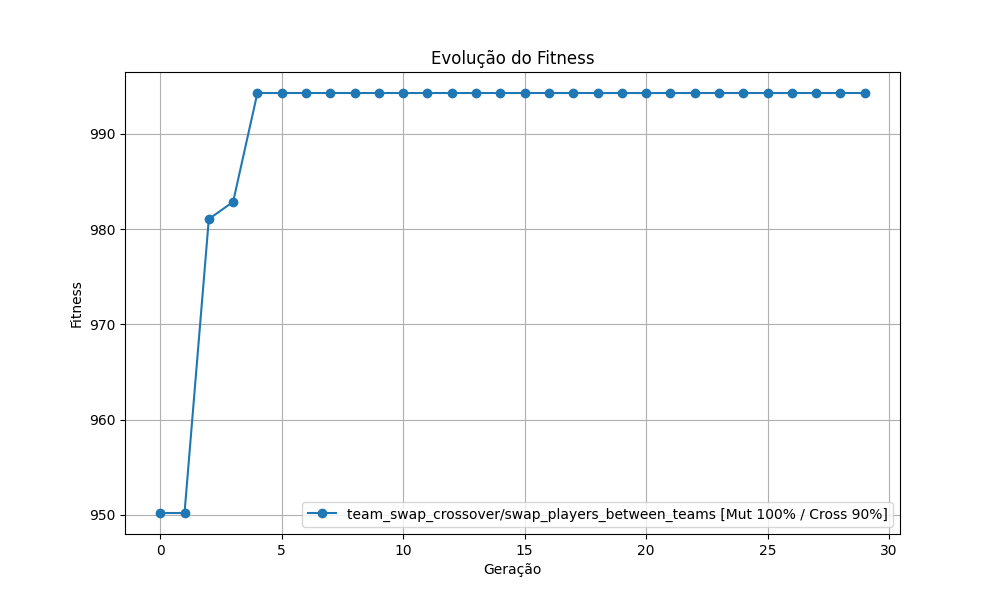 Evolução do Fitness
Fitness
990
980
970
960
950
0 5 10 15 20 25 30
Geração
team_swap_crossover/swap_players_between_teams [Mut 100% / Cross 90%]